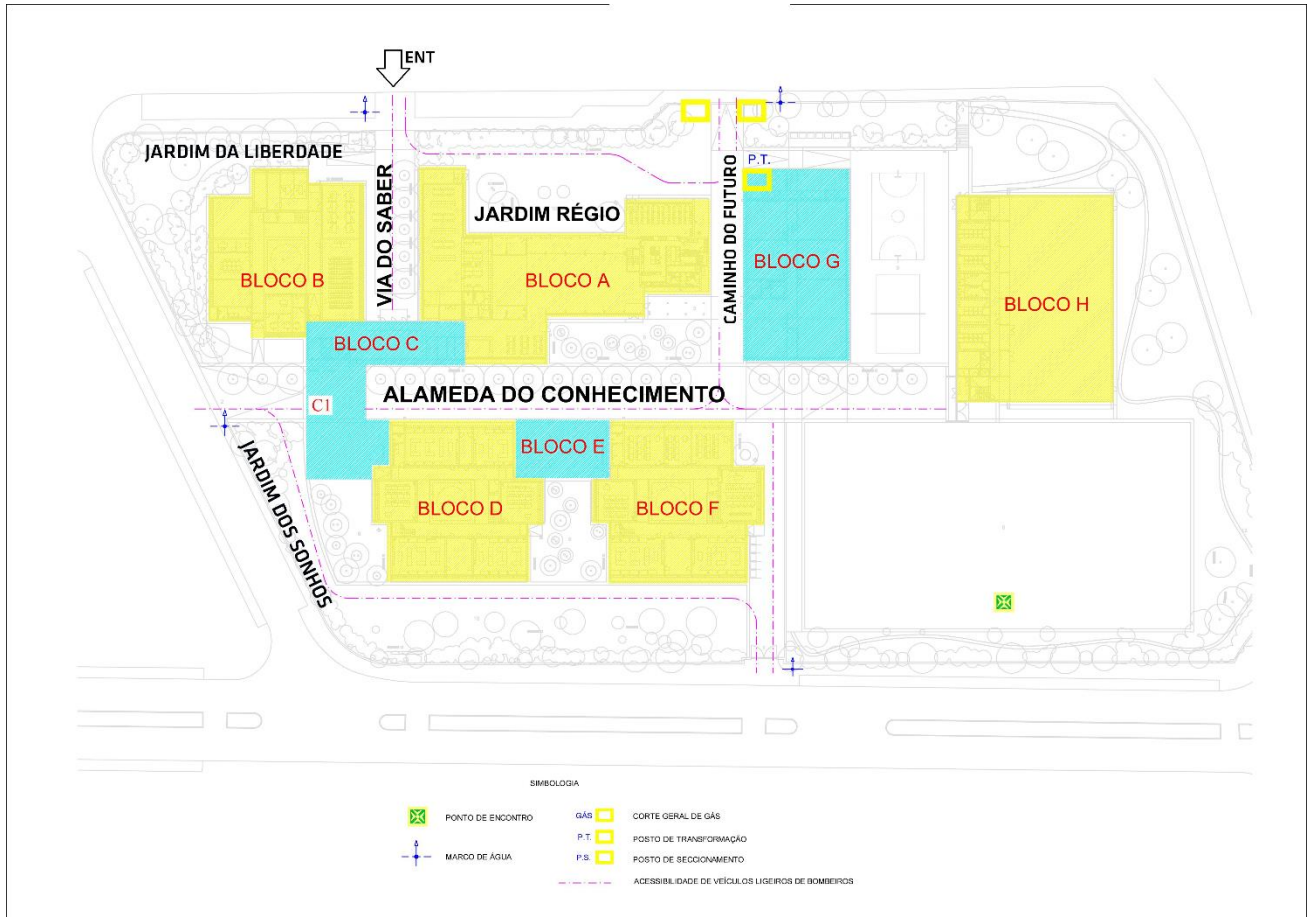 ENT
JARDIM DA LIBERDADE
P.T.
VIA DO SABER
JARDIM RÉGIO
CAMINHO DO FUTURO
BLOCO B
BLOCO A
BLOCO G
BLOCO H
BLOCO C
ALAMEDA DO CONHECIMENTO
C1
BLOCO E
JARDIM DOS SONHOS
BLOCO D
BLOCO F
SIMBOLOGIA
PONTO DE ENCONTRO
MARCO DE ÁGUA
GÁS CORTE GERAL DE GÁS
P.T. POSTO DE TRANSFORMAÇÃO
P.S. POSTO DE SECCIONAMENTO
ACESSIBILIDADE DE VEÍCULOS LIGEIROS DE BOMBEIROS